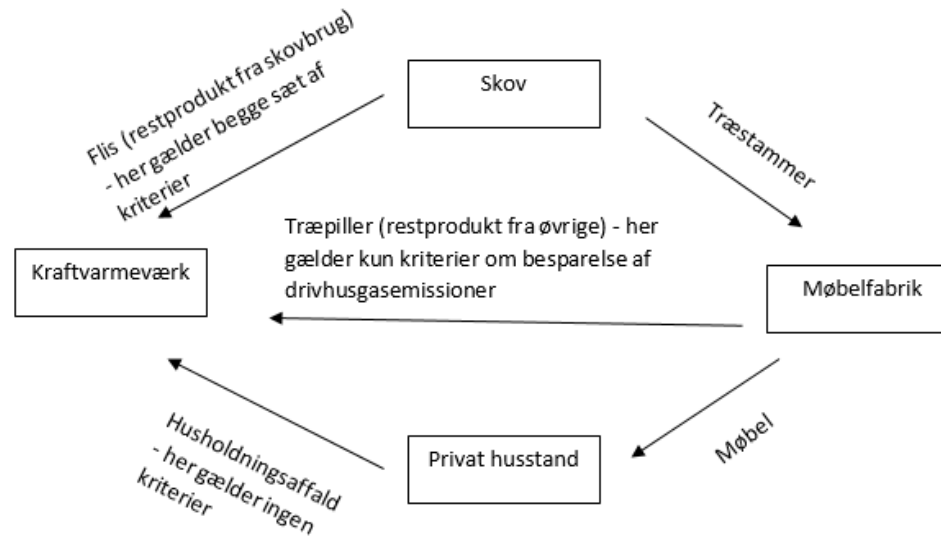 Skov
Flis (restprodukt fra skovbrug)
- her gælder begge sæt af
kriterier
Træstammer
Træpiller (restprodukt fra øvrige) - her
gælder kun kriterier om besparelse af
drivhusgasemissioner
Kraftvarmeværk
Møbelfabrik
Husholdningsaffald
- her gælder ingen
kriterier
Privat husstand
Møbel